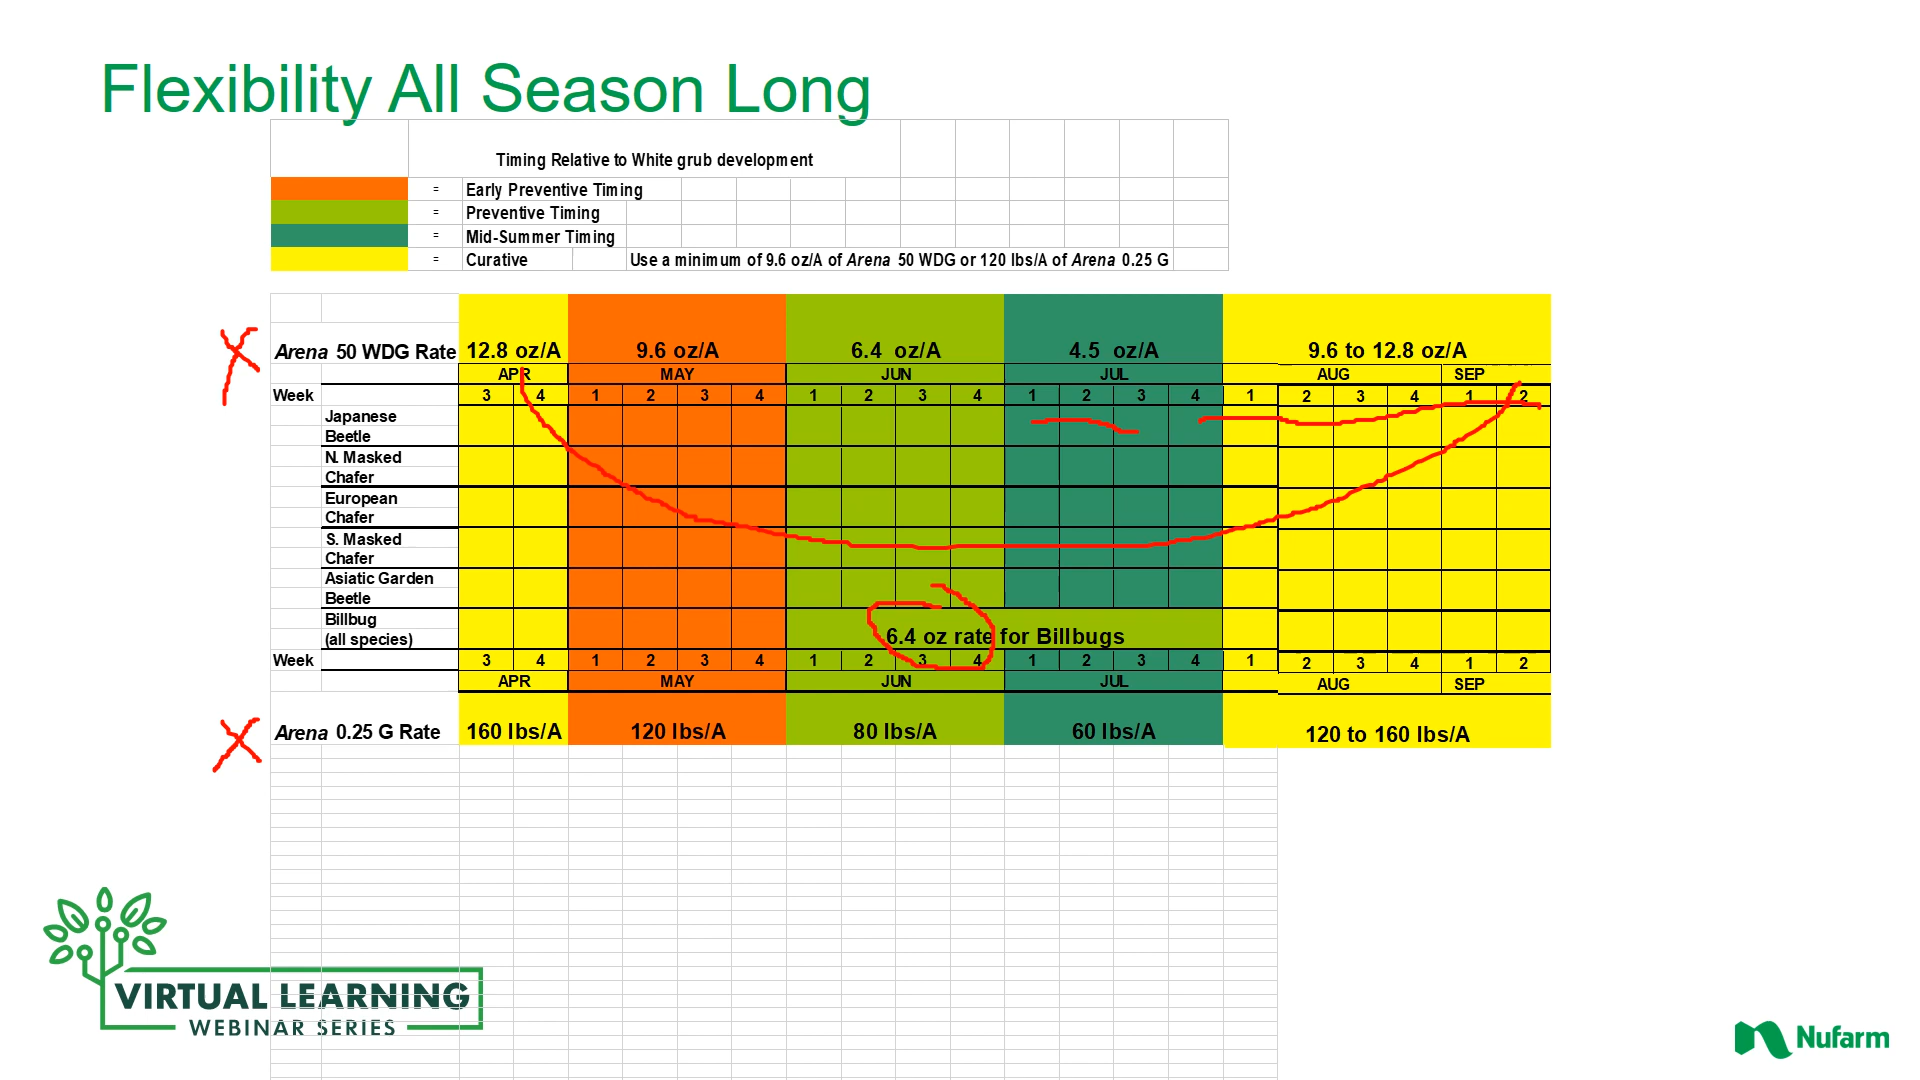 Flexibility All Season Long
Timing Relative to White grub development
= Early Preventive Timing
= Preventive Timing
= Mid-Summer Timing
= Curative Use a minimum of 9.6 oz/A of Arena 50 WDG or 120 lbs/A of Arena 0.25 G
Arena 50 WDG Rate 12.8 oz/A 9.6 oz/A 6.4 oz/A 4.5 oz/A 9.6 to 12.8 oz/A
APR MAY JUN JUL AUG SEP
Week 3 4 1 2 3 4 1 2 3 4 1 2 3 4 1 2 3 4 1 2
Japanese
Beetle
N. Masked
Chafer
European
Chafer
S. Masked
Chafer
Asiatic Garden
Beetle
Billbug
(all species) 6.4 oz rate for Billbugs
Week 3 4 1 2 3 4 1 2 3 4 1 2 3 4 1 2 3 4 1 2
APR MAY JUN JUL AUG SEP
Arena 0.25 G Rate 160 lbs/A 120 lbs/A 80 lbs/A 60 lbs/A 120 to 160 lbs/A
VIRTUAL LEARNING
WEBINAR SERIES
Nufarm